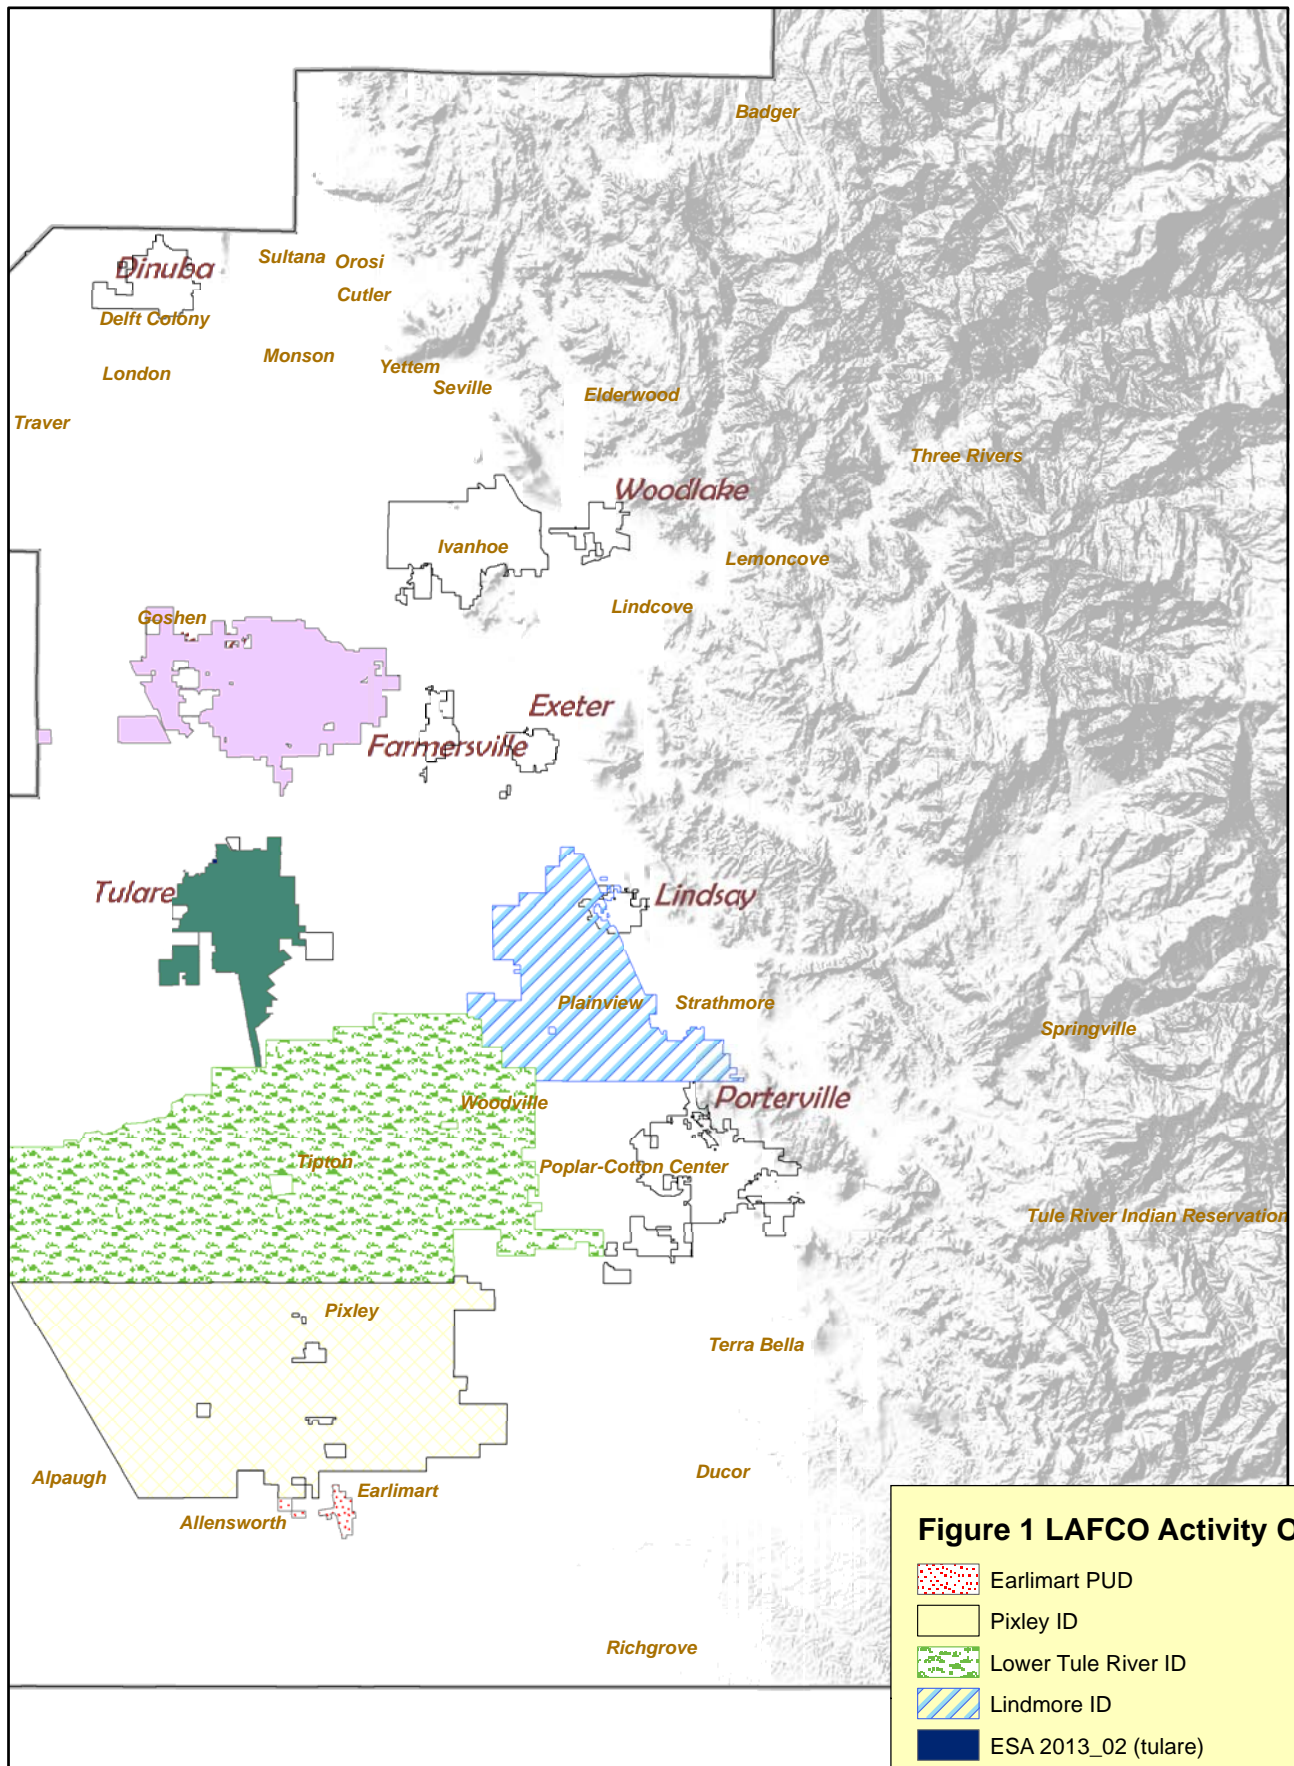 Badger
Sultana
Orosi
Dinuba
Cutler
Delft Colony
Monson
Yettem
London
Seville
Elderwood
Traver
Three Rivers
Woodlake
Ivanhoe
Lemoncove
Lindcove
Goshen
Exeter
Farmersville
Tulare
Lindsay
Plainview
Strathmore
Springville
Porterville
Woodville
Tipton
Poplar-Cotton Center
Tule River Indian Reservation
Pixley
Terra Bella
Ducor
Alpaugh
Earlimart
Allensworth
Richgrove
Figure 1 LAFCO Activity
Earlimart PUD
Pixley ID
Lower Tule River ID
Lindmore ID
ESA 2013_02 (tulare)